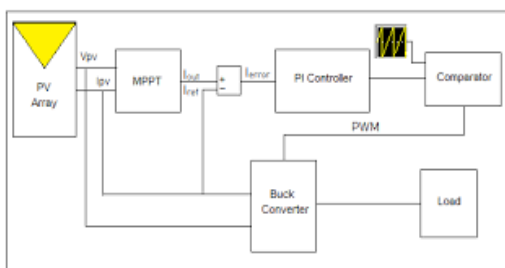 Vpv
Ipv
PV
Array
MPPT
Iout
Iref
+
−
Ierror
PI Controller
Comparator
PWM
Buck
Converter
Load